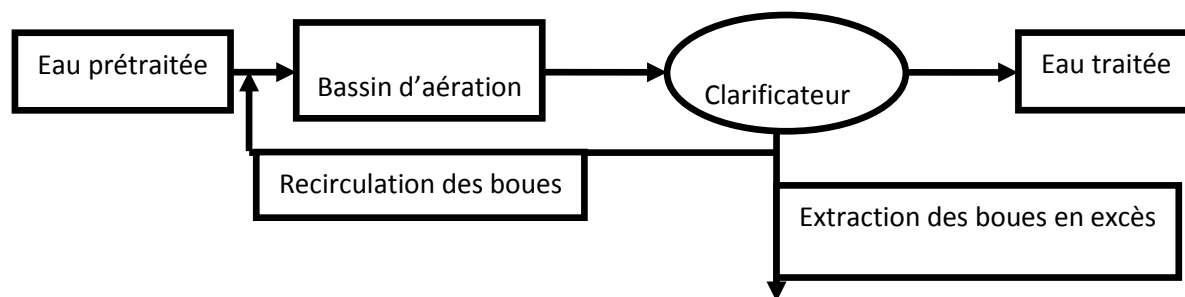 Eau prétraitée
Bassin d’aération
Clarificateur
Eau traitée
Recirculation des boues
Extraction des boues en excès